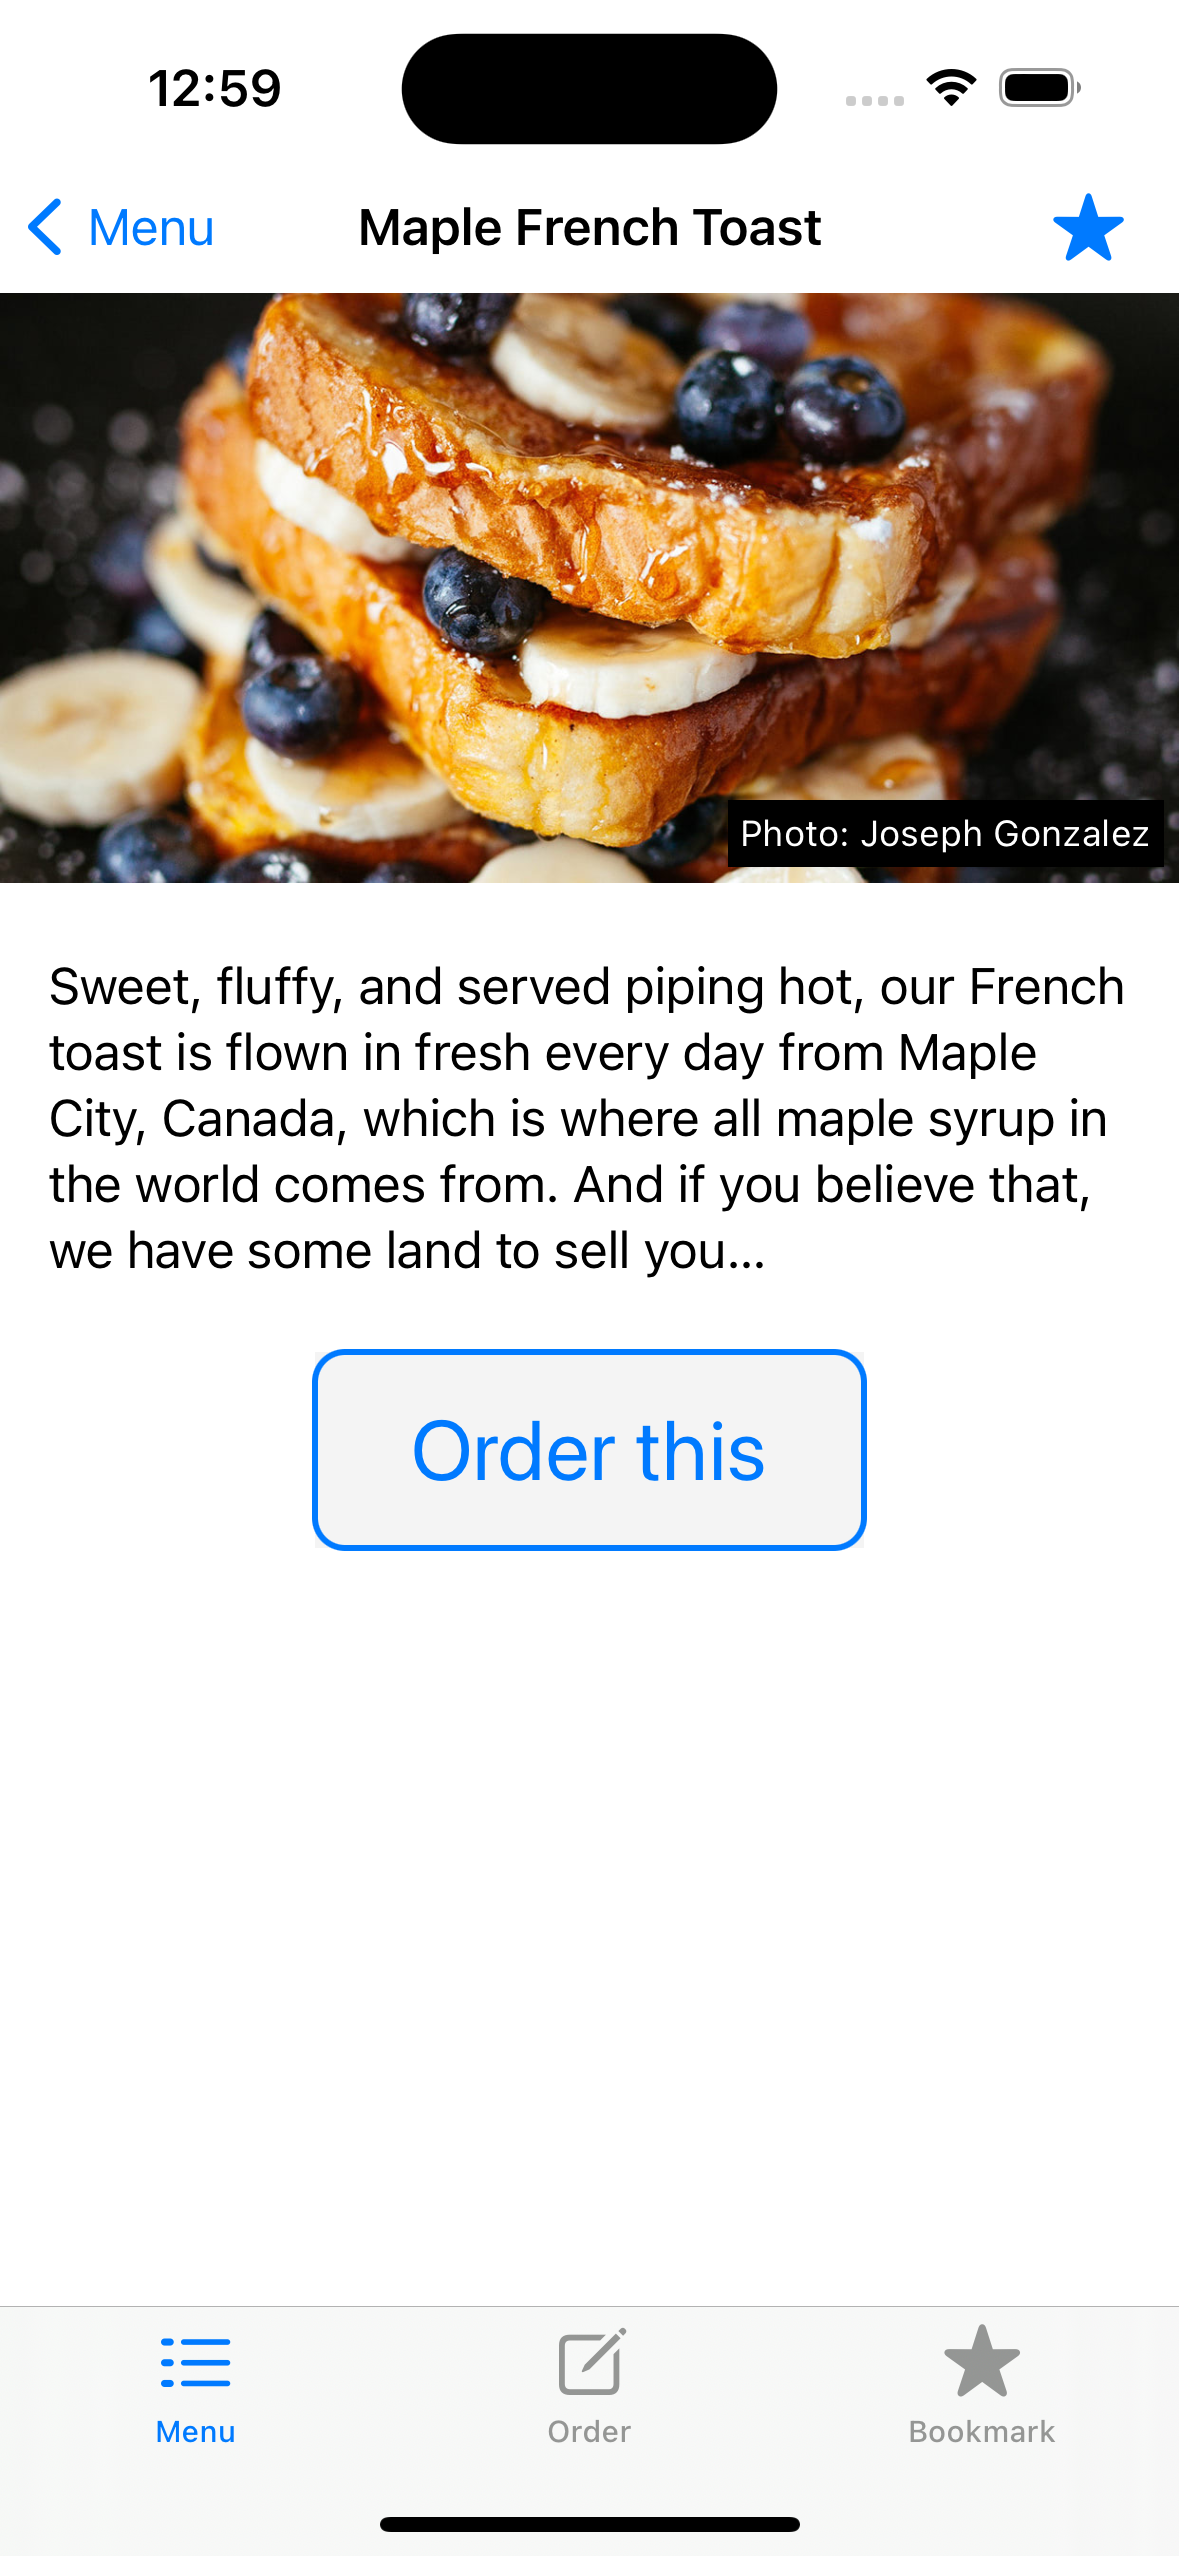 12:59
Menu
Maple French Toast
Photo: Joseph Gonzalez
Sweet, fluffy, and served piping hot, our French
toast is flown in fresh every day from Maple
City, Canada, which is where all maple syrup in
the world comes from. And if you believe that,
we have some land to sell you...
Order this
Menu
Order
Bookmark